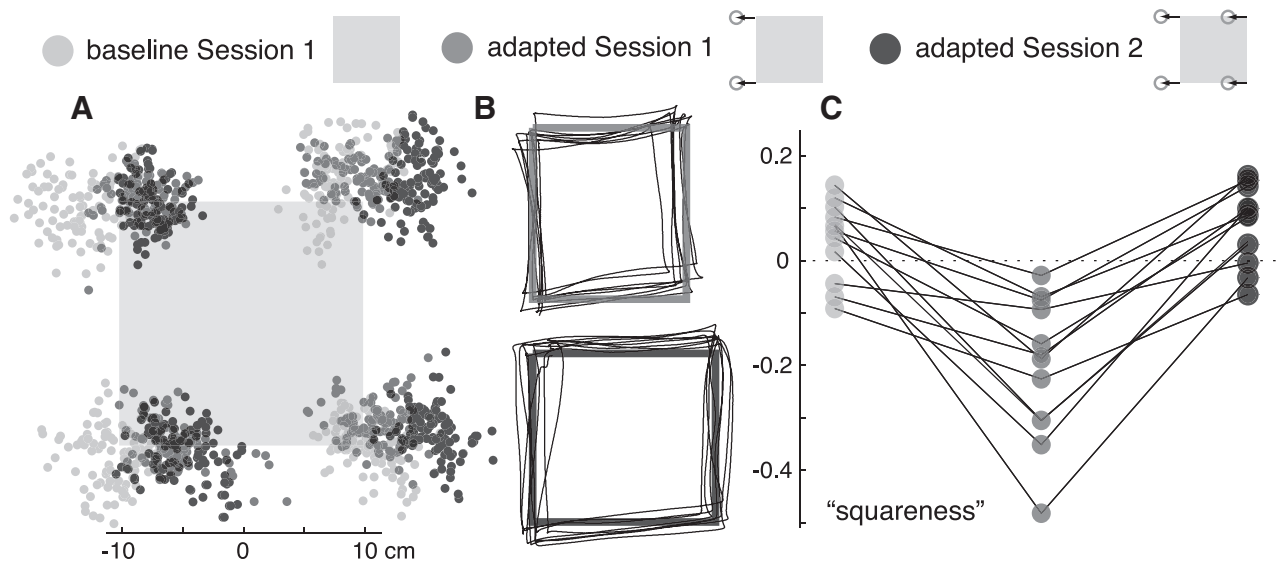 baseline Session 1 adapted Session 1 adapted Session 2
A B C
0.2
0
-0.2
-0.4
“squareness”
-10 0 10 cm